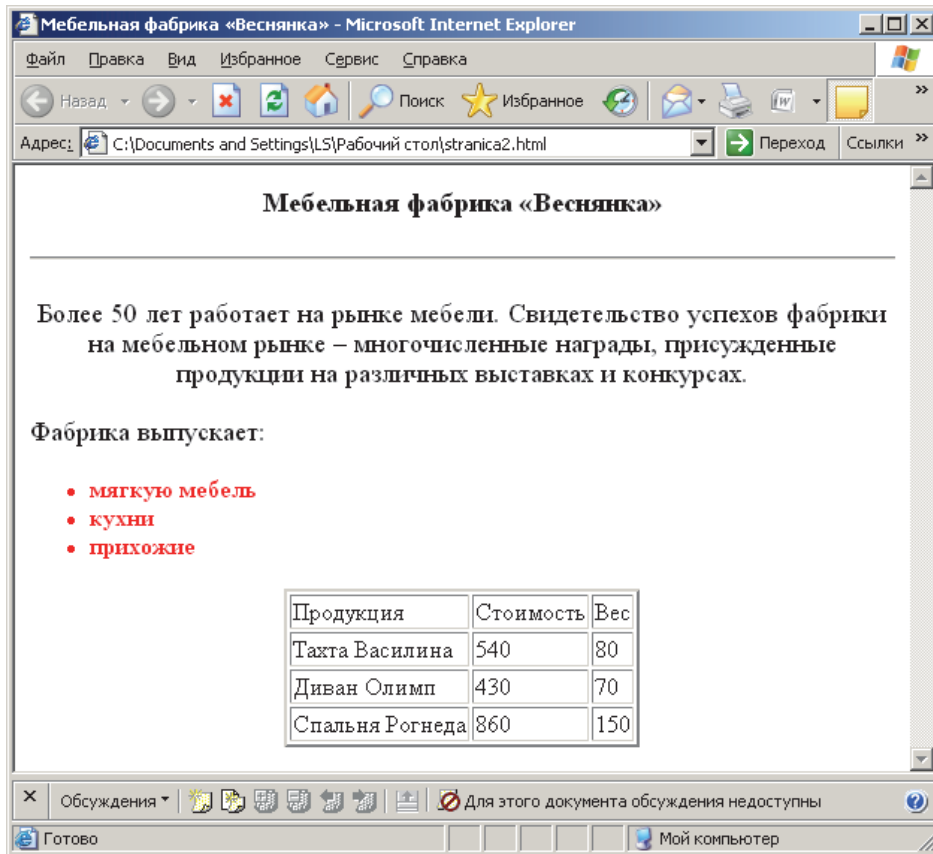 Мебельная фабрика «Веснянка» - Microsoft Internet Explorer
Файл Правка Вид Избранное Сервис Справка
Назад Поиск Избранное »
Адрес: C:\Documents and Settings\LS\Рабочий стол\stranica2.html Переход Ссылки »
Мебельная фабрика «Веснянка»
Более 50 лет работает на рынке мебели. Свидетельство успехов фабрики
на мебельном рынке – многочисленные награды, присужденные
продукции на различных выставках и конкурсах.
Фабрика выпускает:
• мягкую мебель
• кухни
• прихожие
Продукция Стоимость Вес
Тахта Василина 540 80
Диван Олимп 430 70
Спальня Рогнеда 860 150
Обсуждения Для этого документа обсуждения недоступны
Готово Мой компьютер